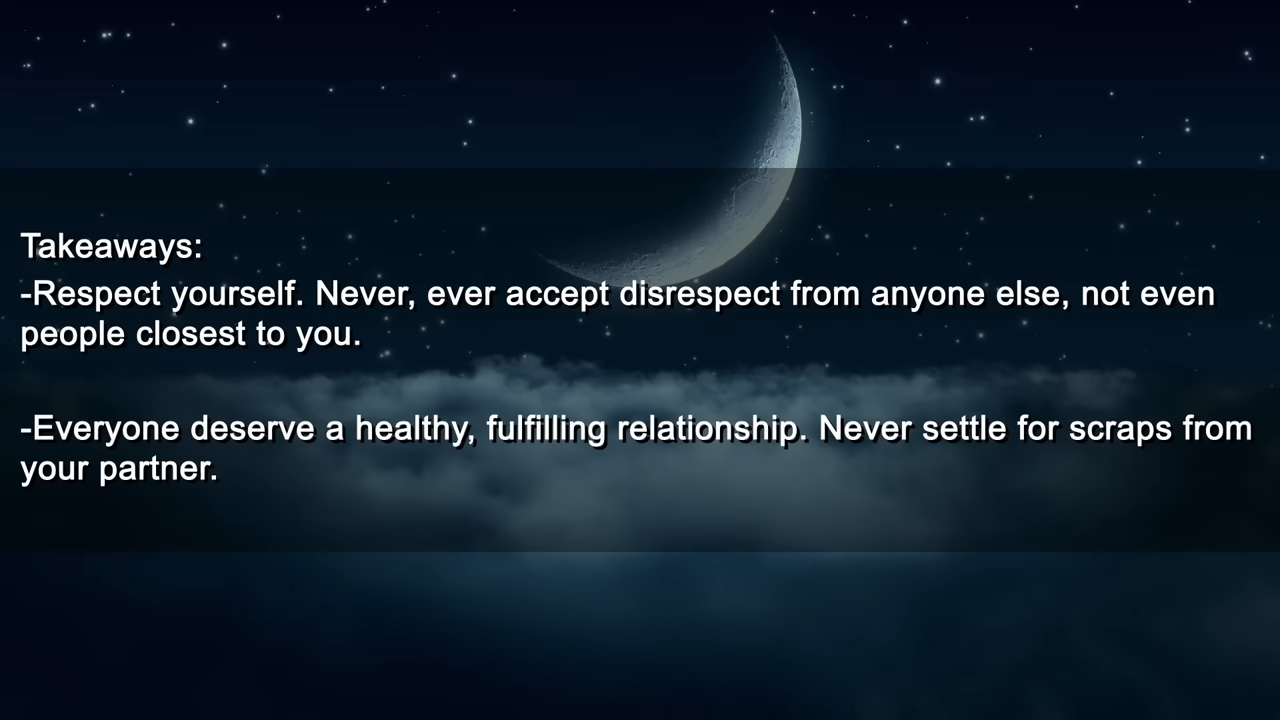 Takeaways:
-Respect yourself. Never, ever accept disrespect from anyone else, not even
people closest to you.
-Everyone deserve a healthy, fulfilling relationship. Never settle for scraps from
your partner.